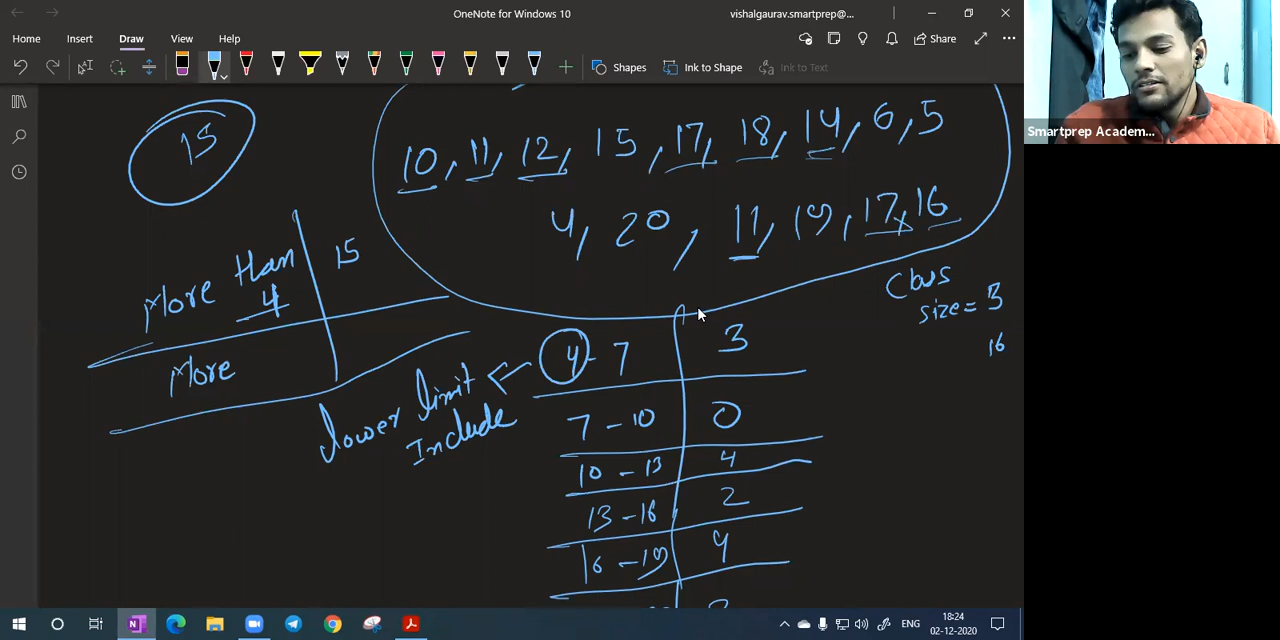 OneNote for Windows 10
vishalgaurav.smartprep@...
Home Insert Draw View Help
Share
Shapes
Ink to Shape
Ink to Text
Smartprep Academ...
15
10, 11, 12, 15, 17, 18, 14, 6, 5
4, 20, 11, 19, 17, 16
Class
size = 3
16
More than 4 15
More
lower limit
Include
4 - 7 3
7 - 10 0
10 - 13 4
13 - 16 2
16 - 19 4
ENG
18:24
02-12-2020